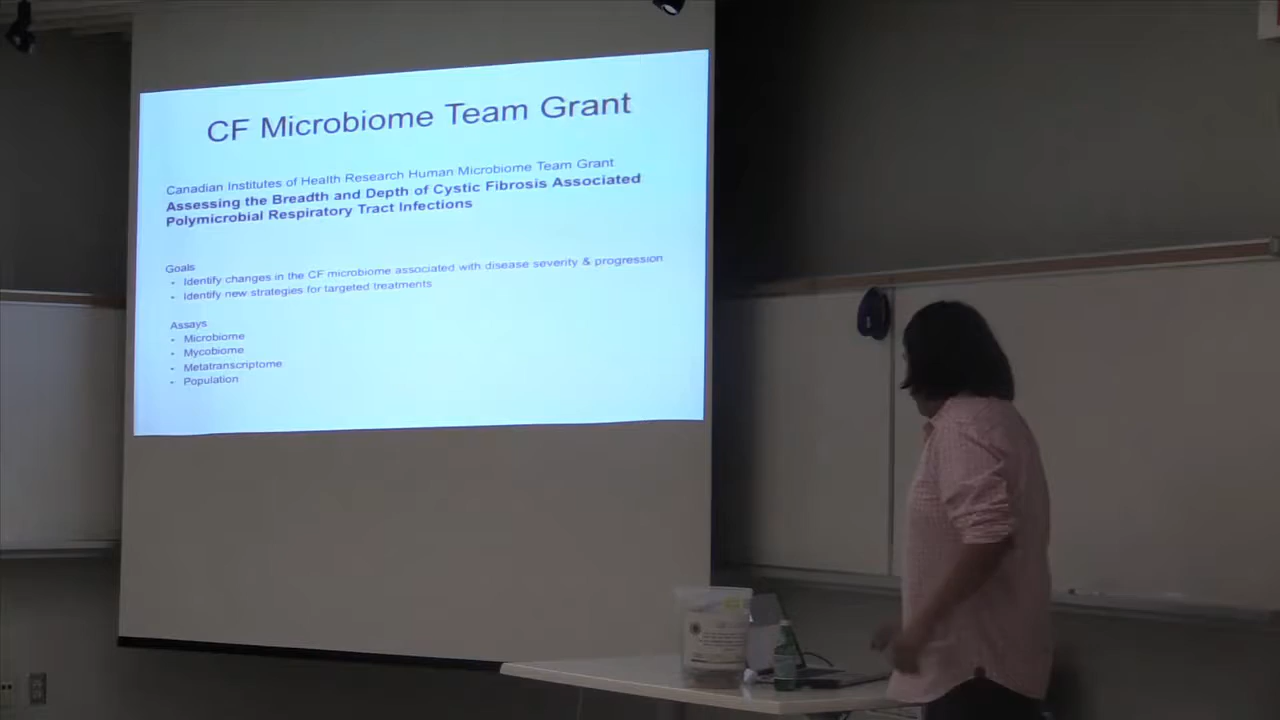 CF Microbiome Team Grant
Canadian Institutes of Health Research Human Microbiome Team Grant
Assessing the Breadth and Depth of Cystic Fibrosis Associated
Polymicrobial Respiratory Tract Infections
Goals
• Identify changes in the CF microbiome associated with disease severity & progression
• Identify new strategies for targeted treatments
Assays
• Microbiome
• Mycobiome
• Metatranscriptome
• Population